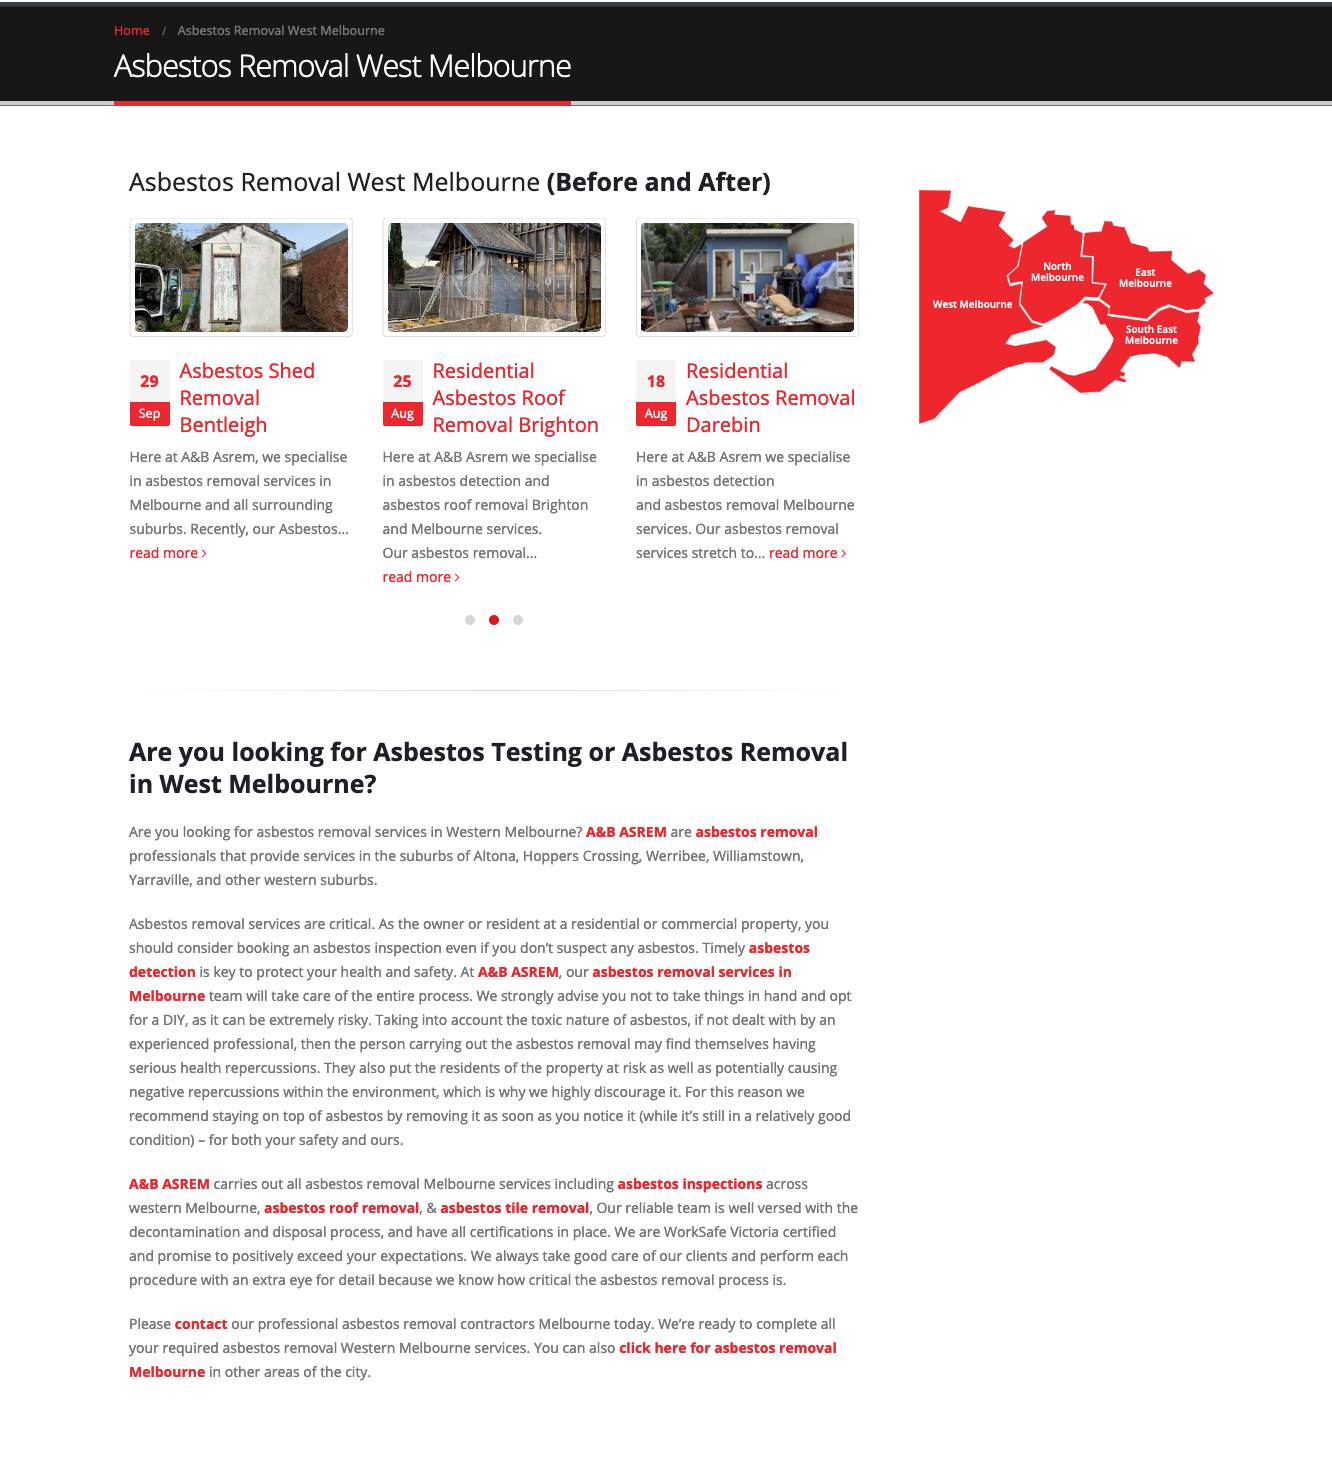 Home / Asbestos Removal West Melbourne
Asbestos Removal West Melbourne
Asbestos Removal West Melbourne (Before and After)
29
Sep
Asbestos Shed
Removal
Bentleigh
Here at A&B Asrem, we specialise
in asbestos removal services in
Melbourne and all surrounding
suburbs. Recently, our Asbestos...
read more >
25
Aug
Residential
Asbestos Roof
Removal Brighton
Here at A&B Asrem we specialise
in asbestos detection and
asbestos roof removal Brighton
and Melbourne services.
Our asbestos removal...
read more >
18
Aug
Residential
Asbestos Removal
Darebin
Here at A&B Asrem we specialise
in asbestos detection
and asbestos removal Melbourne
services. Our asbestos removal
services stretch to... read more >
West Melbourne
North
Melbourne
East
Melbourne
South East
Melbourne
Are you looking for Asbestos Testing or Asbestos Removal
in West Melbourne?
Are you looking for asbestos removal services in Western Melbourne? A&B ASREM are asbestos removal
professionals that provide services in the suburbs of Altona, Hoppers Crossing, Werribee, Williamstown,
Yarraville, and other western suburbs.
Asbestos removal services are critical. As the owner or resident at a residential or commercial property, you
should consider booking an asbestos inspection even if you don’t suspect any asbestos. Timely asbestos
detection is key to protect your health and safety. At A&B ASREM, our asbestos removal services in
Melbourne team will take care of the entire process. We strongly advise you not to take things in hand and opt
for a DIY, as it can be extremely risky. Taking into account the toxic nature of asbestos, if not dealt with by an
experienced professional, then the person carrying out the asbestos removal may find themselves having
serious health repercussions. They also put the residents of the property at risk as well as potentially causing
negative repercussions within the environment, which is why we highly discourage it. For this reason we
recommend staying on top of asbestos by removing it as soon as you notice it (while it’s still in a relatively good
condition) – for both your safety and ours.
A&B ASREM carries out all asbestos removal Melbourne services including asbestos inspections across
western Melbourne, asbestos roof removal, & asbestos tile removal, Our reliable team is well versed with the
decontamination and disposal process, and have all certifications in place. We are WorkSafe Victoria certified
and promise to positively exceed your expectations. We always take good care of our clients and perform each
procedure with an extra eye for detail because we know how critical the asbestos removal process is.
Please contact our professional asbestos removal contractors Melbourne today. We’re ready to complete all
your required asbestos removal Western Melbourne services. You can also click here for asbestos removal
Melbourne in other areas of the city.